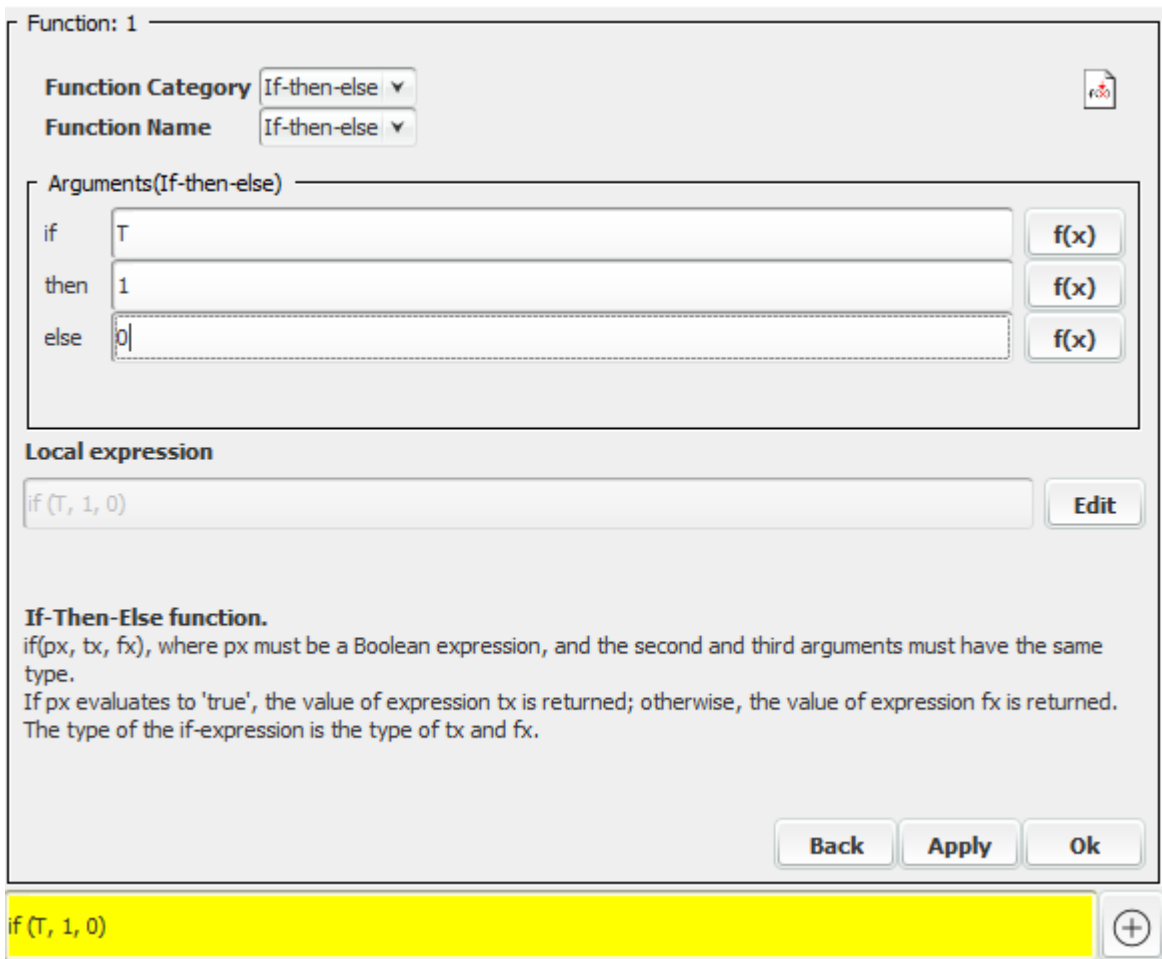 Function: 1
Function Category If-then-else
f(x)
Function Name If-then-else
Arguments(If-then-else)
if T f(x)
then 1 f(x)
else 0 f(x)
Local expression
if (T, 1, 0) Edit
If-Then-Else function.
if(px, tx, fx), where px must be a Boolean expression, and the second and third arguments must have the same
type.
If px evaluates to 'true', the value of expression tx is returned; otherwise, the value of expression fx is returned.
The type of the if-expression is the type of tx and fx.
Back Apply Ok
if (T, 1, 0)